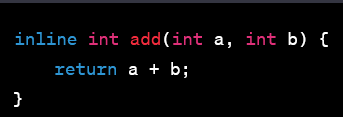 inline int add(int a, int b) {
    return a + b;
}